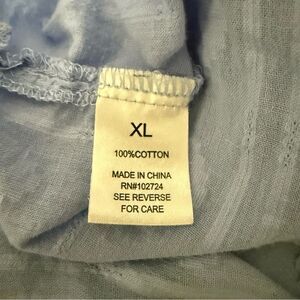 XL
100%COTTON
MADE IN CHINA
RN#102724
SEE REVERSE
FOR CARE